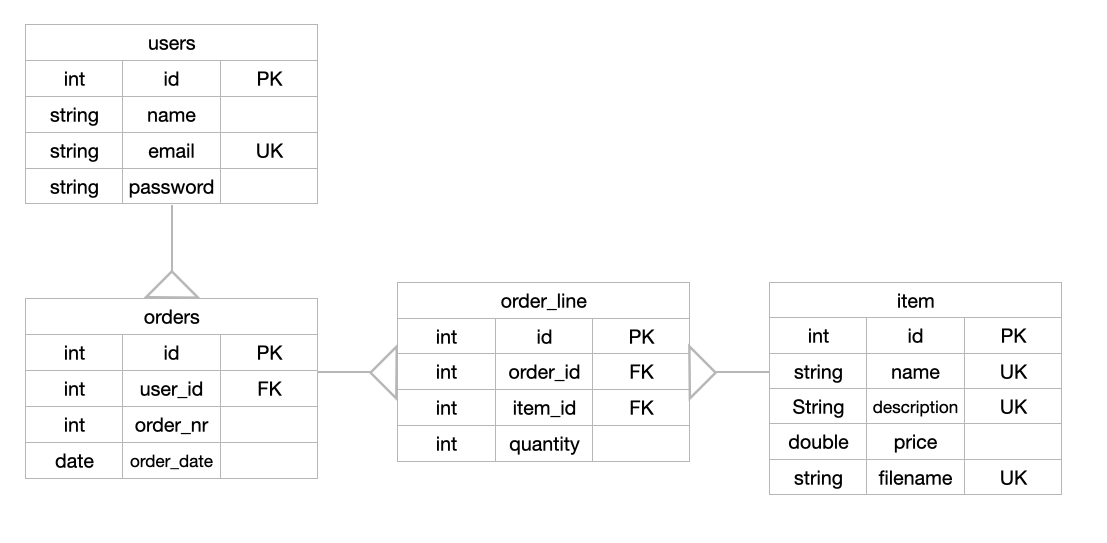 users
int id PK
string name
string email UK
string password
orders
int id PK
int user_id FK
int order_nr
date order_date
order_line
int id PK
int order_id FK
int item_id FK
int quantity
item
int id PK
string name UK
String description UK
double price
string filename UK